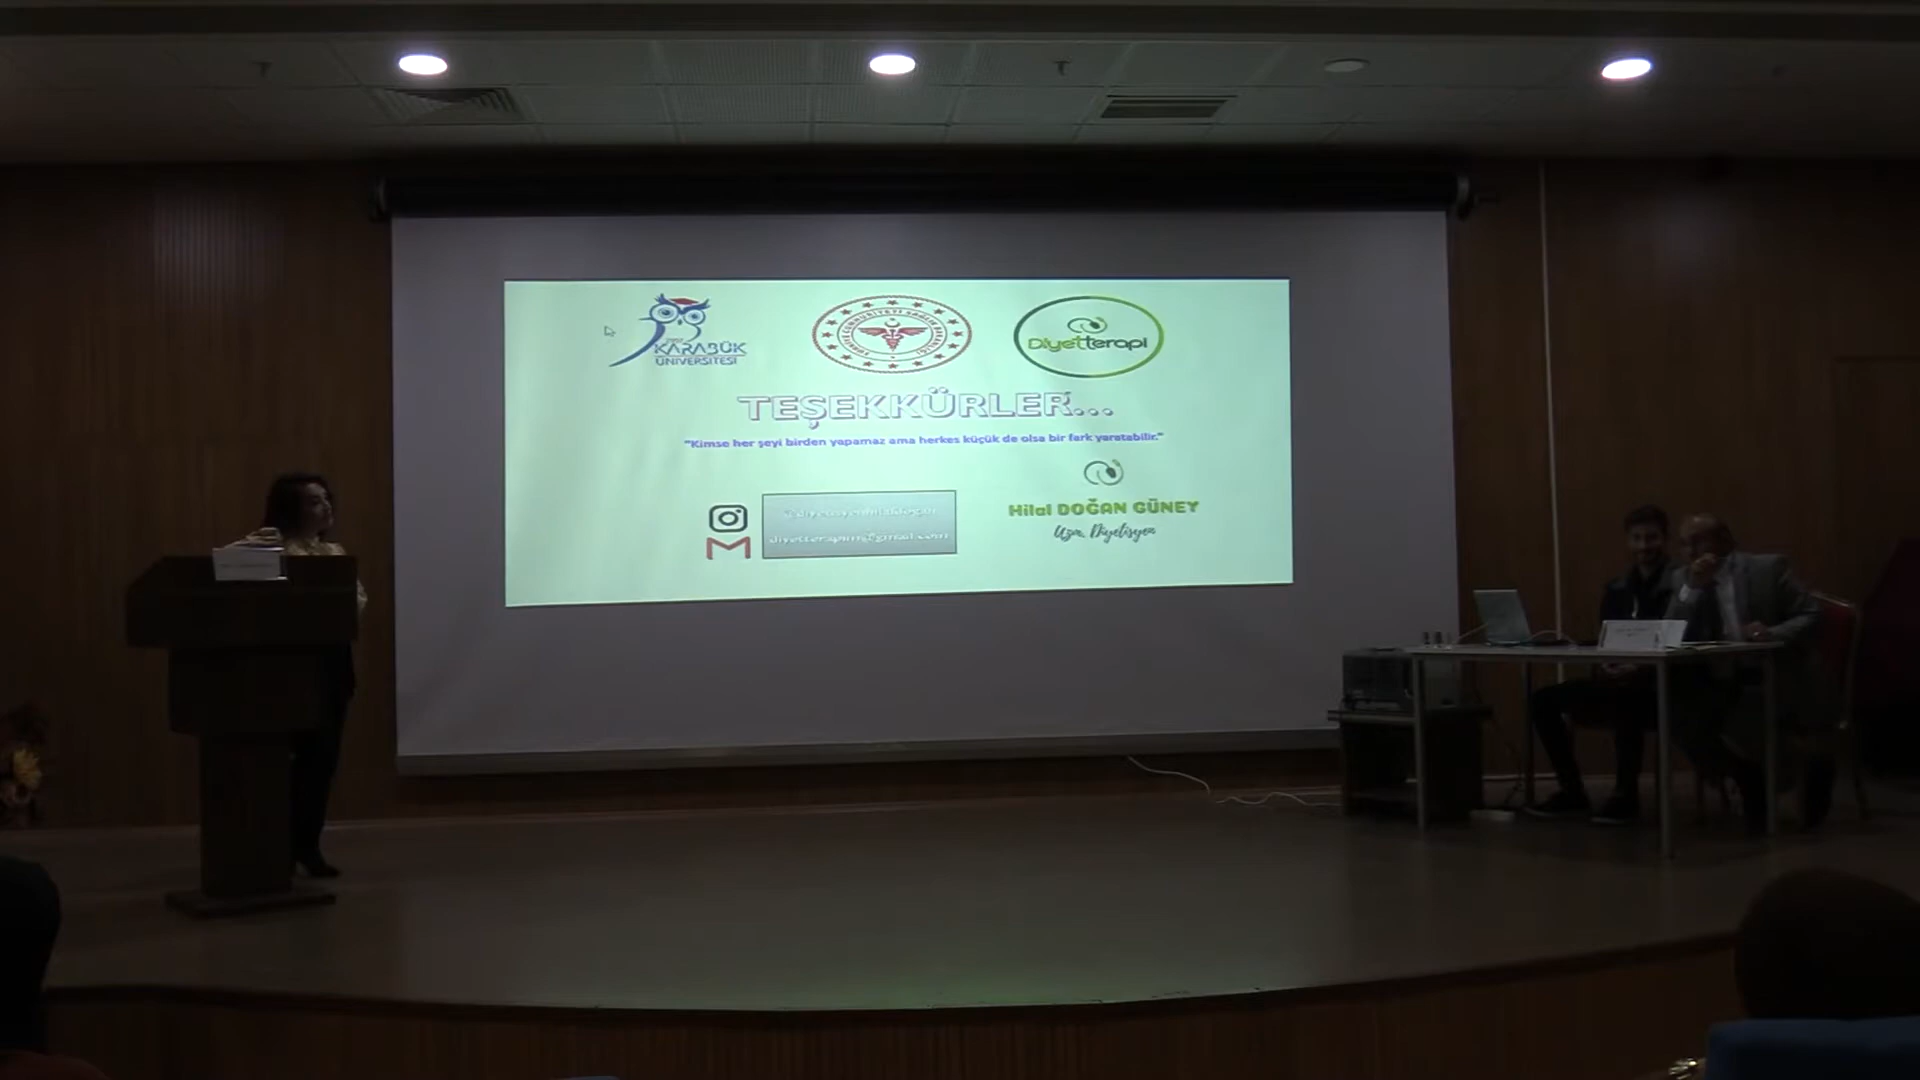 KARABÜK
ÜNİVERSİTESİ
Diyetterapi
TEŞEKKÜRLER...
"Kimse her şeyi birden yapamaz ama herkes küçük de olsa bir fark yaratabilir."
Hilal DOĞAN GÜNEY
Uzm. Diyetisyen